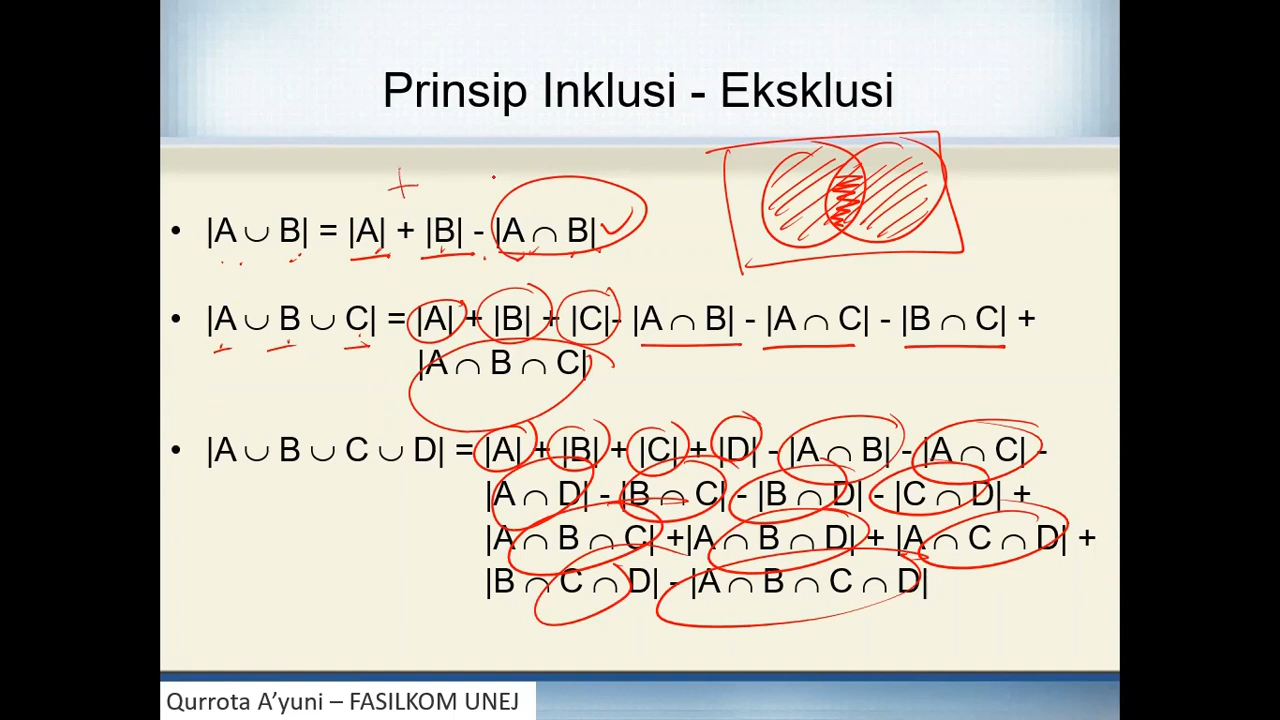 Prinsip Inklusi - Eksklusi
• |A ∪ B| = |A| + |B| - |A ∩ B|
• |A ∪ B ∪ C| = |A| + |B| + |C|- |A ∩ B| - |A ∩ C| - |B ∩ C| +
|A ∩ B ∩ C|
• |A ∪ B ∪ C ∪ D| = |A| + |B| + |C| + |D| - |A ∩ B| - |A ∩ C| -
|A ∩ D| - |B ∩ C| - |B ∩ D| - |C ∩ D| +
|A ∩ B ∩ C| +|A ∩ B ∩ D| + |A ∩ C ∩ D| +
|B ∩ C ∩ D| - |A ∩ B ∩ C ∩ D|
Qurrota A’yuni – FASILKOM UNEJ